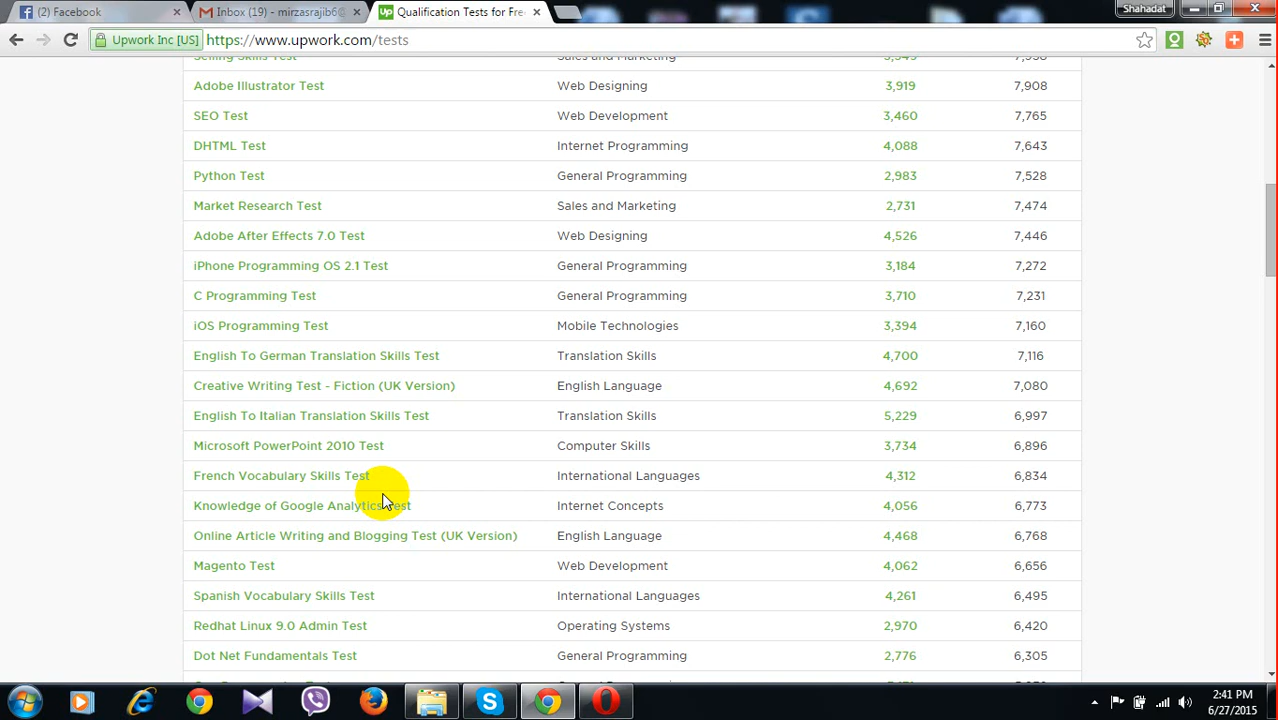 (2) Facebook
Inbox (19) - mirzasrajib6@
Qualification Tests for Fre
Shahadat
Upwork Inc [US]
https://www.upwork.com/tests
Selling Skills Test Sales and Marketing
Adobe Illustrator Test Web Designing 3,919 7,908
SEO Test Web Development 3,460 7,765
DHTML Test Internet Programming 4,088 7,643
Python Test General Programming 2,983 7,528
Market Research Test Sales and Marketing 2,731 7,474
Adobe After Effects 7.0 Test Web Designing 4,526 7,446
iPhone Programming OS 2.1 Test General Programming 3,184 7,272
C Programming Test General Programming 3,710 7,231
iOS Programming Test Mobile Technologies 3,394 7,160
English To German Translation Skills Test Translation Skills 4,700 7,116
Creative Writing Test - Fiction (UK Version) English Language 4,692 7,080
English To Italian Translation Skills Test Translation Skills 5,229 6,997
Microsoft PowerPoint 2010 Test Computer Skills 3,734 6,896
French Vocabulary Skills Test International Languages 4,312 6,834
Knowledge of Google Analytics Test Internet Concepts 4,056 6,773
Online Article Writing and Blogging Test (UK Version) English Language 4,468 6,768
Magento Test Web Development 4,062 6,656
Spanish Vocabulary Skills Test International Languages 4,261 6,495
Redhat Linux 9.0 Admin Test Operating Systems 2,970 6,420
Dot Net Fundamentals Test General Programming 2,776 6,305
2:41 PM
6/27/2015